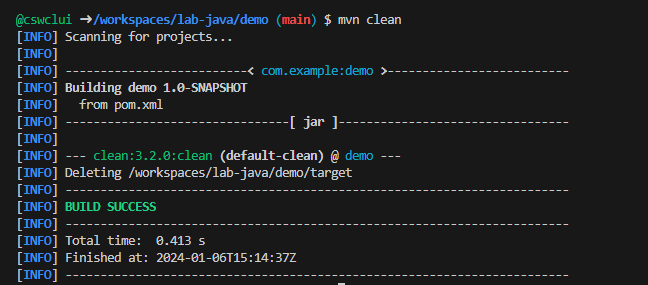 @cswclui ➜/workspaces/lab-java/demo (main) $ mvn clean
[INFO] Scanning for projects...
[INFO]
[INFO] --------------------------< com.example:demo >--------------------------
[INFO] Building demo 1.0-SNAPSHOT
[INFO]   from pom.xml
[INFO] --------------------------------[ jar ]---------------------------------
[INFO]
[INFO] --- clean:3.2.0:clean (default-clean) @ demo ---
[INFO] Deleting /workspaces/lab-java/demo/target
[INFO] ------------------------------------------------------------------------
[INFO] BUILD SUCCESS
[INFO] ------------------------------------------------------------------------
[INFO] Total time:  0.413 s
[INFO] Finished at: 2024-01-06T15:14:37Z
[INFO] ------------------------------------------------------------------------